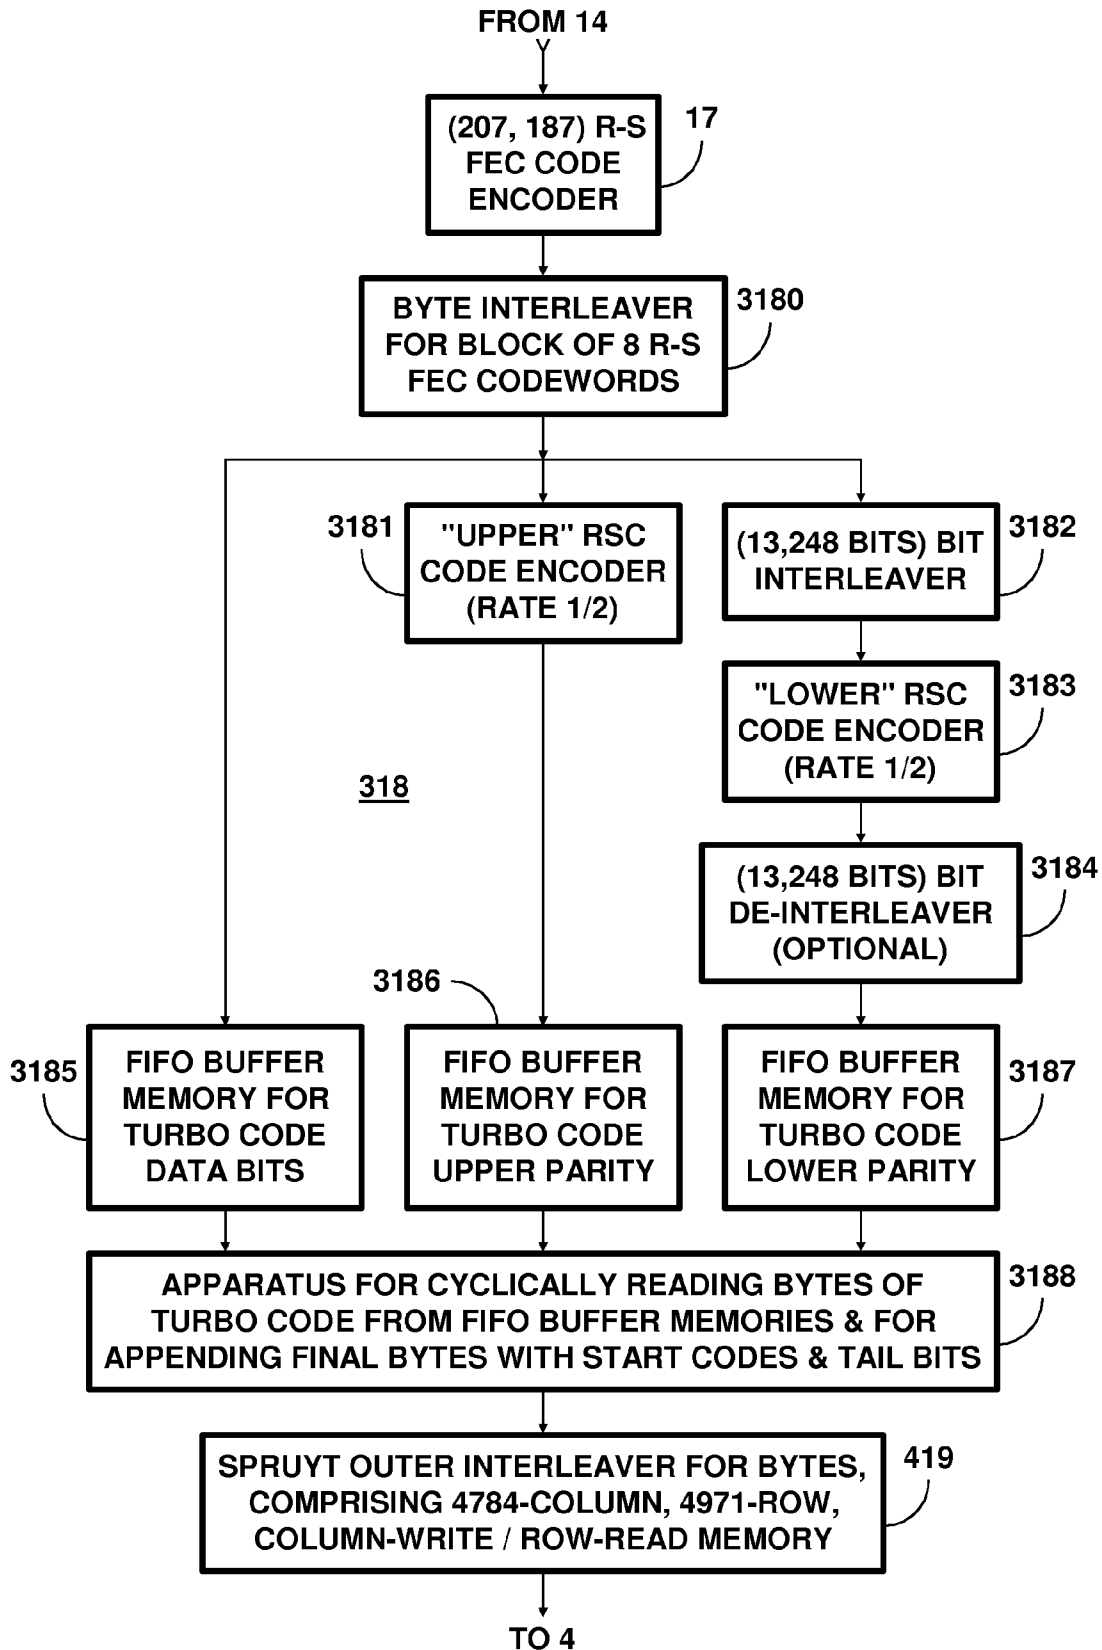 FROM 14
(207, 187) R-S
FEC CODE
ENCODER
17
BYTE INTERLEAVER
FOR BLOCK OF 8 R-S
FEC CODEWORDS
3180
3181
"UPPER" RSC
CODE ENCODER
(RATE 1/2)
(13,248 BITS) BIT
INTERLEAVER
3182
"LOWER" RSC
CODE ENCODER
(RATE 1/2)
3183
318
(13,248 BITS) BIT
DE-INTERLEAVER
(OPTIONAL)
3184
3185
FIFO BUFFER
MEMORY FOR
TURBO CODE
DATA BITS
3186
FIFO BUFFER
MEMORY FOR
TURBO CODE
UPPER PARITY
FIFO BUFFER
MEMORY FOR
TURBO CODE
LOWER PARITY
3187
APPARATUS FOR CYCLICALLY READING BYTES OF
TURBO CODE FROM FIFO BUFFER MEMORIES & FOR
APPENDING FINAL BYTES WITH START CODES & TAIL BITS
3188
SPRUYT OUTER INTERLEAVER FOR BYTES,
COMPRISING 4784-COLUMN, 4971-ROW,
COLUMN-WRITE / ROW-READ MEMORY
419
TO 4